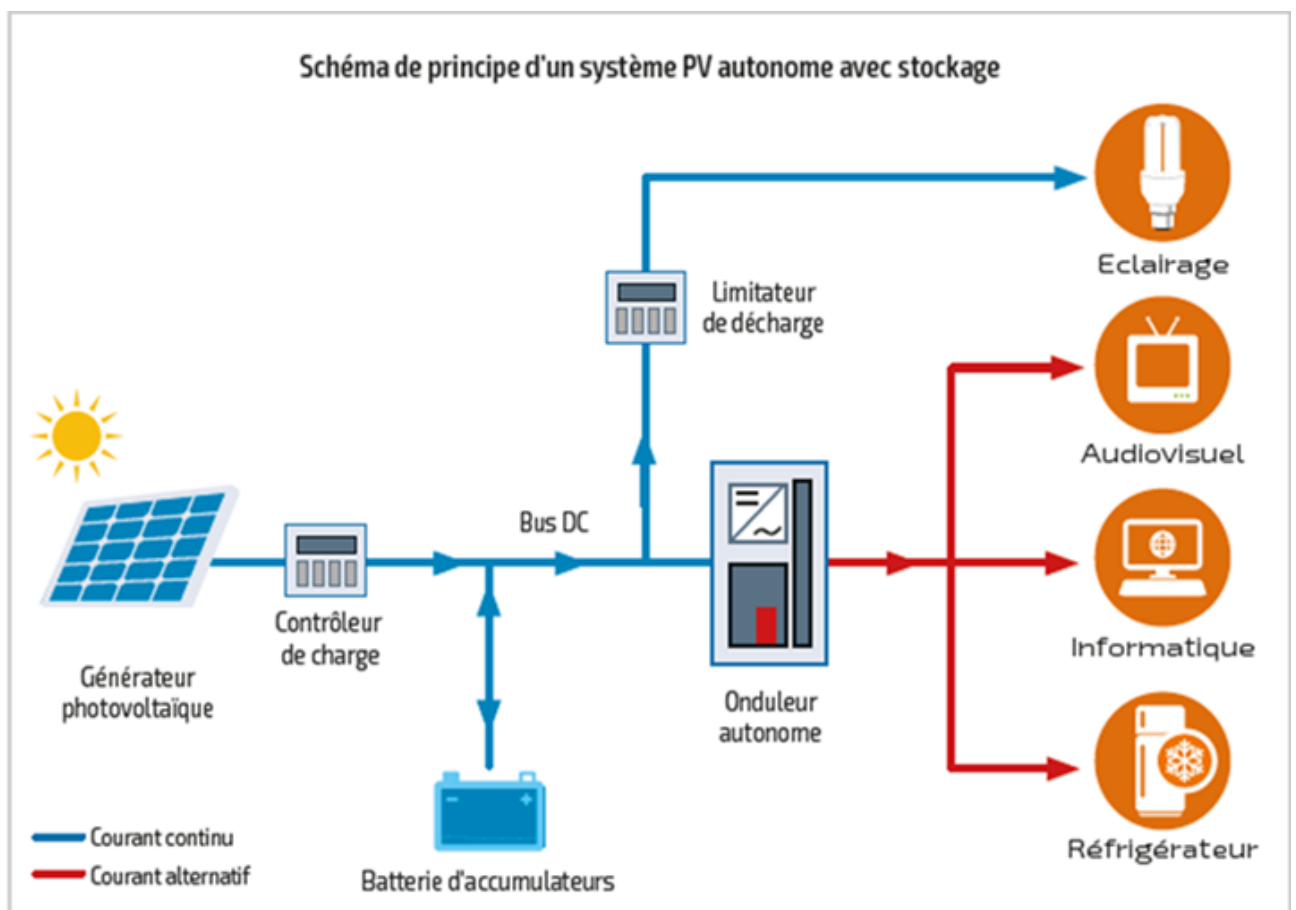 Schéma de principe d'un système PV autonome avec stockage
Eclairage
Limitateur
de décharge
Audiovisuel
Bus DC
Contrôleur
de charge
Générateur
photovoltaïque
Informatique
Onduleur
autonome
Courant continu
Courant alternatif
Batterie d'accumulateurs
Réfrigérateur